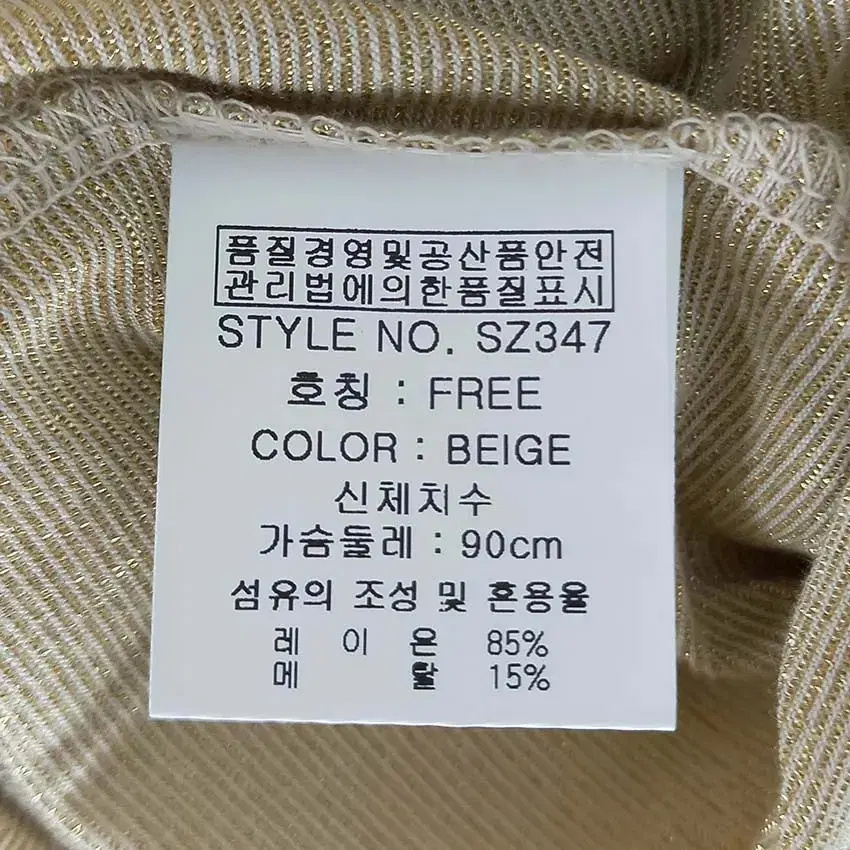 품질경영및공산품안전
관리법에의한품질표시
STYLE NO. SZ347
호칭 : FREE
COLOR : BEIGE
신체치수
가슴둘레 : 90cm
섬유의 조성 및 혼용율
레 이 온 85%
메 탈 15%